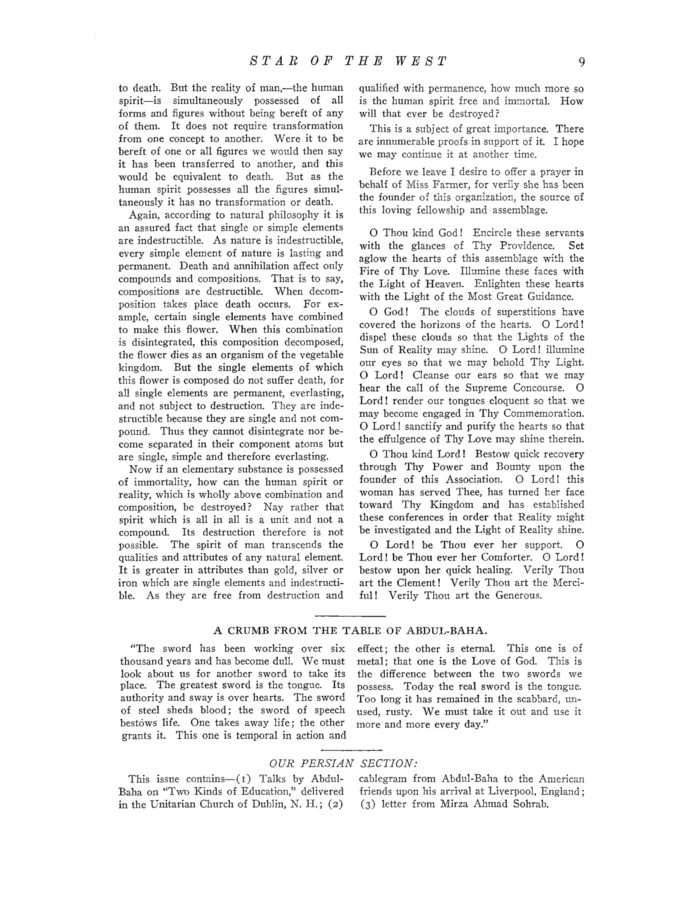 STAR OF THE WEST 9
to death. But the reality of man,—the human
spirit—is simultaneously possessed of all
forms and figures without being bereft of any
of them. It does not require transformation
from one concept to another. Were it to be
bereft of one or all figures we would then say
it has been transferred to another, and this
would be equivalent to death. But as the
human spirit possesses all the figures simul-
taneously it has no transformation or death.
Again, according to natural philosophy it is
an assured fact that single or simple elements
are indestructible. As nature is indestructible,
every simple element of nature is lasting and
permanent. Death and annihilation affect only
compounds and compositions. That is to say,
compositions are destructible. When decom-
position takes place death occurs. For ex-
ample, certain single elements have combined
to make this flower. When this combination
is disintegrated, this composition decomposed,
the flower dies as an organism of the vegetable
kingdom. But the single elements of which
this flower is composed do not suffer death, for
all single elements are permanent, everlasting,
and not subject to destruction. They are inde-
structible because they are single and not com-
pound. Thus they cannot disintegrate nor be-
come separated in their component atoms but
are single, simple and therefore everlasting.
Now if an elementary substance is possessed
of immortality, how can the human spirit or
reality, which is wholly above combination and
composition, be destroyed? Nay rather that
spirit which is all in all is a unit and not a
compound. Its destruction therefore is not
possible. The spirit of man transcends the
qualities and attributes of any natural element.
It is greater in attributes than gold, silver or
iron which are single elements and indestructi-
ble. As they are free from destruction and
qualified with permanence, how much more so
is the human spirit free and immortal. How
will that ever be destroyed?
This is a subject of great importance. There
are innumerable proofs in support of it. I hope
we may continue it at another time.
Before we leave I desire to offer a prayer in
behalf of Miss Farmer, for verily she has been
the founder of this organization, the source of
this loving fellowship and assemblage.
O Thou kind God! Encircle these servants
with the glances of Thy Providence. Set
aglow the hearts of this assemblage with the
Fire of Thy Love. Illumine these faces with
the Light of Heaven. Enlighten these hearts
with the Light of the Most Great Guidance.
O God! The clouds of superstitions have
covered the horizons of the hearts. O Lord!
dispel these clouds so that the Lights of the
Sun of Reality may shine. O Lord! illumine
our eyes so that we may behold Thy Light.
O Lord! Cleanse our ears so that we may
hear the call of the Supreme Concourse. O
Lord! render our tongues eloquent so that we
may become engaged in Thy Commemoration.
O Lord! sanctify and purify the hearts so that
the effulgence of Thy Love may shine therein.
O Thou kind Lord! Bestow quick recovery
through Thy Power and Bounty upon the
founder of this Association. O Lord! this
woman has served Thee, has turned her face
toward Thy Kingdom and has established
these conferences in order that Reality might
be investigated and the Light of Reality shine.
O Lord! be Thou ever her support. O
Lord! be Thou ever her Comforter. O Lord!
bestow upon her quick healing. Verily Thou
art the Clement! Verily Thou art the Merci-
ful! Verily Thou art the Generous.
A CRUMB FROM THE TABLE OF ABDUL-BAHA.
"The sword has been working over six
thousand years and has become dull. We must
look about us for another sword to take its
place. The greatest sword is the tongue. Its
authority and sway is over hearts. The sword
of steel sheds blood; the sword of speech
bestows life. One takes away life; the other
grants it. This one is temporal in action and
effect; the other is eternal. This one is of
metal; that one is the Love of God. This is
the difference between the two swords we
possess. Today the real sword is the tongue.
Too long it has remained in the scabbard, un-
used, rusty. We must take it out and use it
more and more every day."
OUR PERSIAN SECTION:
This issue contains—(1) Talks by Abdul-
Baha on "Two Kinds of Education," delivered
in the Unitarian Church of Dublin, N. H.; (2)
cablegram from Abdul-Baha to the American
friends upon his arrival at Liverpool, England;
(3) letter from Mirza Ahmad Sohrab.